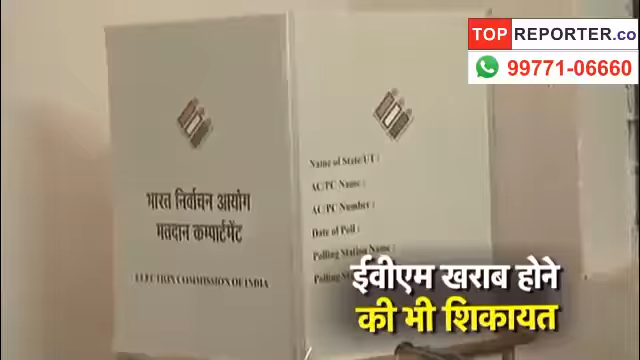 TOP REPORTER.co
99771-06660
भारत निर्वाचन आयोग
मतदान कम्पार्टमेंट
ELECTION COMMISSION OF INDIA
Name of State/UT :
AC/PC Name :
AC/PC Number :
Date of Poll :
Polling Station Name :
Polling
ईवीएम खराब होने
की भी शिकायत